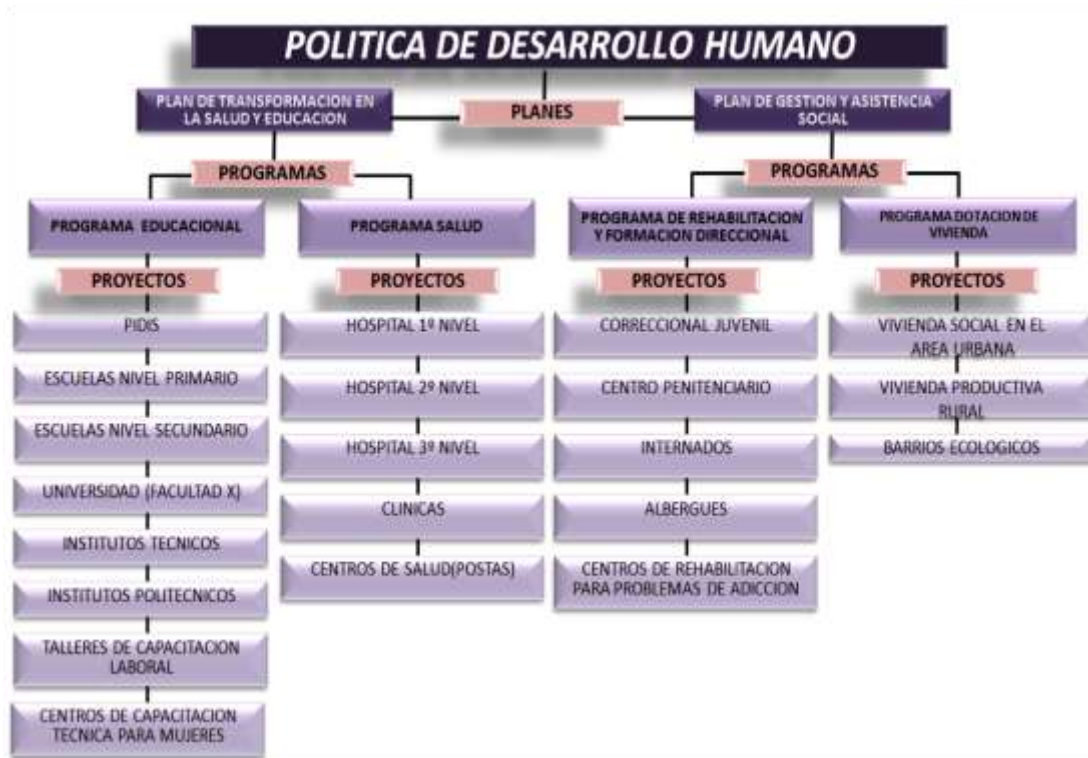 POLITICA DE DESARROLLO HUMANO
PLAN DE TRANSFORMACION EN
LA SALUD Y EDUCACION
PLANES
PLAN DE GESTION Y ASISTENCIA
SOCIAL
PROGRAMAS
PROGRAMAS
PROGRAMA EDUCACIONAL
PROGRAMA SALUD
PROGRAMA DE REHABILITACION
Y FORMACION DIRECCIONAL
PROGRAMA DOTACION DE
VIVIENDA
PROYECTOS
PIDIS
ESCUELAS NIVEL PRIMARIO
ESCUELAS NIVEL SECUNDARIO
UNIVERSIDAD (FACULTAD X)
INSTITUTOS TECNICOS
INSTITUTOS POLITECNICOS
TALLERES DE CAPACITACION
LABORAL
CENTROS DE CAPACITACION
TECNICA PARA MUJERES
PROYECTOS
HOSPITAL 1º NIVEL
HOSPITAL 2º NIVEL
HOSPITAL 3º NIVEL
CLINICAS
CENTROS DE SALUD(POSTAS)
PROYECTOS
CORRECCIONAL JUVENIL
CENTRO PENITENCIARIO
INTERNADOS
ALBERGUES
CENTROS DE REHABILITACION
PARA PROBLEMAS DE ADICCION
PROYECTOS
VIVIENDA SOCIAL EN EL
AREA URBANA
VIVIENDA PRODUCTIVA
RURAL
BARRIOS ECOLOGICOS